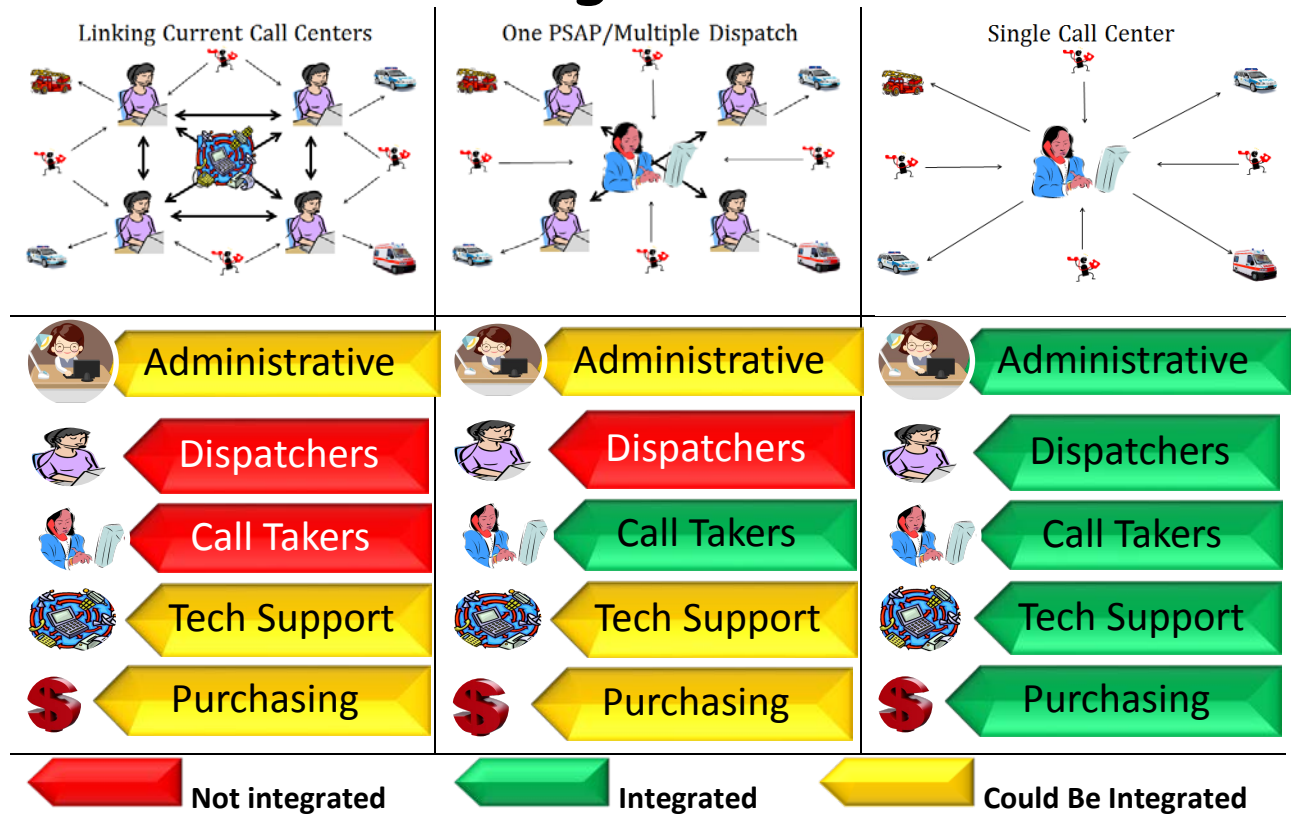 Linking Current Call Centers
One PSAP/Multiple Dispatch
Single Call Center
Administrative
Administrative
Administrative
Dispatchers
Dispatchers
Dispatchers
Call Takers
Call Takers
Call Takers
Tech Support
Tech Support
Tech Support
Purchasing
Purchasing
Purchasing
Not integrated
Integrated
Could Be Integrated